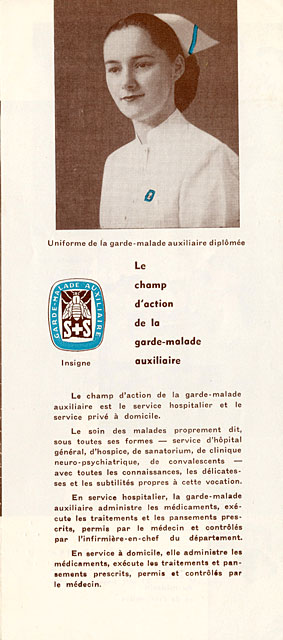 Uniforme de la garde-malade auxiliaire diplômée
GARDE-MALADE AUXILIAIRE
S+S
Insigne
Le
champ
d'action
de la
garde-malade
auxiliaire
Le champ d'action de la garde-malade
auxiliaire est le service hospitalier et le
service privé à domicile.
Le soin des malades proprement dit,
sous toutes ses formes — service d'hôpital
général, d'hospice, de sanatorium, de clinique
neuro-psychiatrique, de convalescents —
avec toutes les connaissances, les délicates-
ses et les subtilités propres à cette vocation.
En service hospitalier, la garde-malade
auxiliaire administre les médicaments, exé-
cute les traitements et les pansements pres-
crits, permis par le médecin et contrôlés
par l'infirmière-en-chef du département.
En service à domicile, elle administre les
médicaments, exécute les traitements et pan-
sements prescrits, permis et contrôlés par
le médecin.